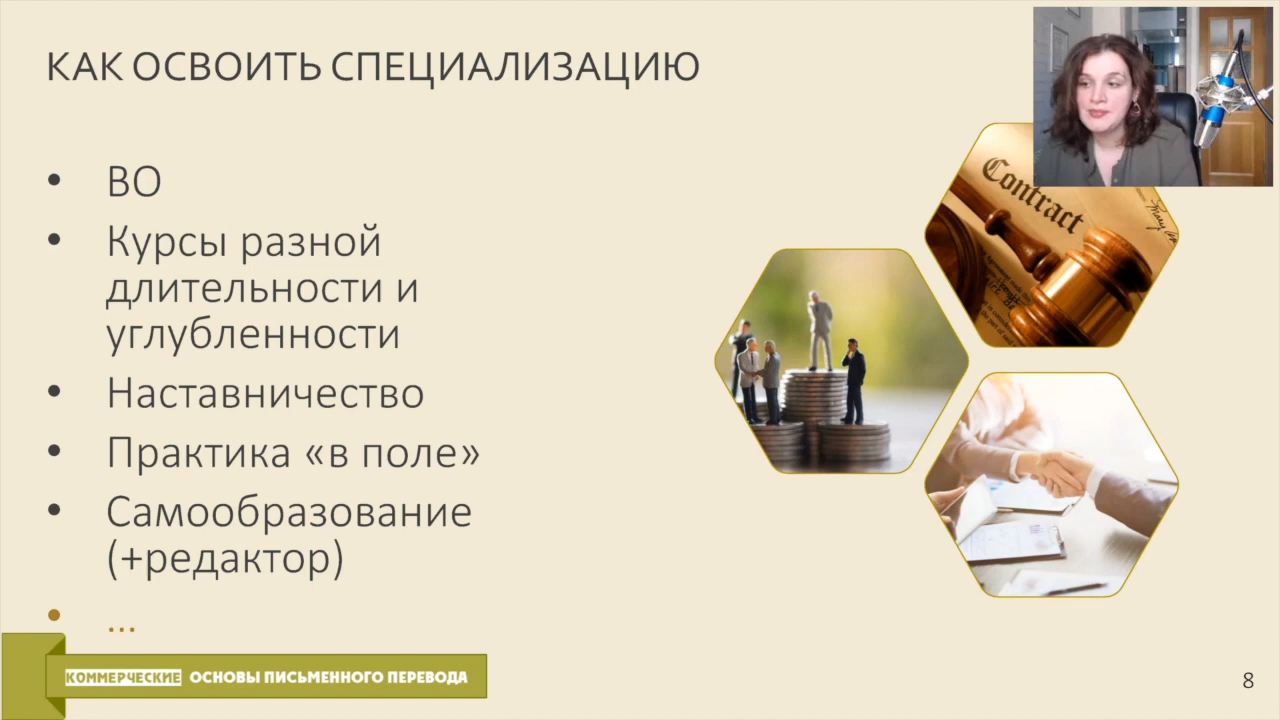 КАК ОСВОИТЬ СПЕЦИАЛИЗАЦИЮ
• ВО
• Курсы разной
длительности и
углубленности
• Наставничество
• Практика «в поле»
• Самообразование
(+редактор)
• ...
Contract
КОММЕРЧЕСКИЕ ОСНОВЫ ПИСЬМЕННОГО ПЕРЕВОДА
8